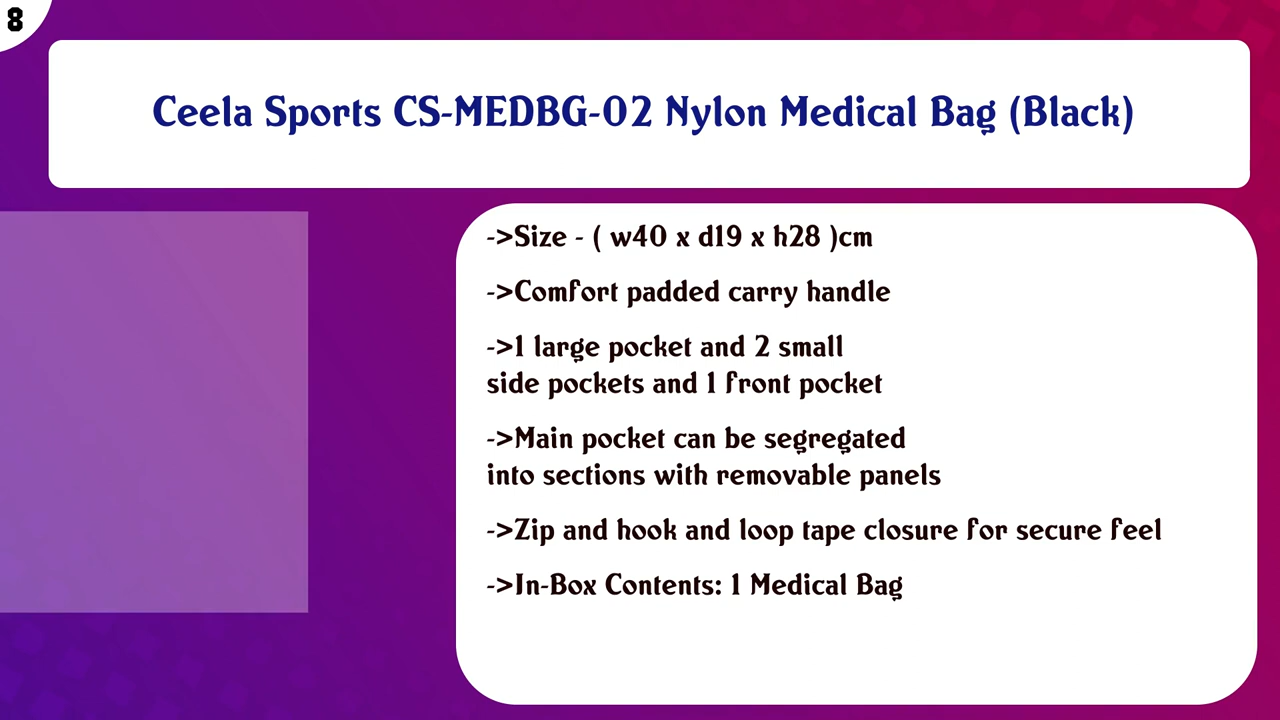 8
Ceela Sports CS-MEDBG-02 Nylon Medical Bag (Black)
->Size - ( w40 x d19 x h28 )cm
->Comfort padded carry handle
->1 large pocket and 2 small
side pockets and 1 front pocket
->Main pocket can be segregated
into sections with removable panels
->Zip and hook and loop tape closure for secure feel
->In-Box Contents: 1 Medical Bag